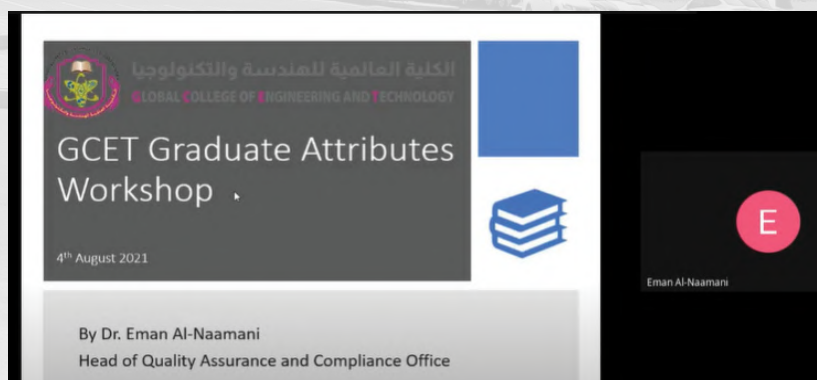 الكلية العالمية للهندسة والتكنولوجيا
GLOBAL COLLEGE OF ENGINEERING AND TECHNOLOGY
GCET Graduate Attributes
Workshop
4th August 2021
By Dr. Eman Al-Naamani
Head of Quality Assurance and Compliance Office
E
Eman Al-Naamani